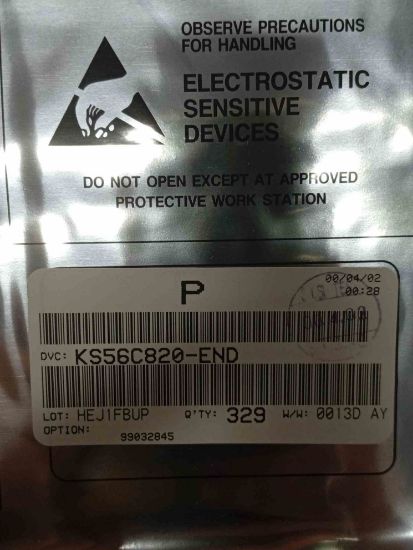 OBSERVE PRECAUTIONS
FOR HANDLING
ELECTROSTATIC
SENSITIVE
DEVICES
DO NOT OPEN EXCEPT AT APPROVED
PROTECTIVE WORK STATION
P
00/04/02
00:28
DVC: KS56C820-END
LOT: HEJ1FBUP Q'TY: 329 W/W: 0013D AY
OPTION: 99032845